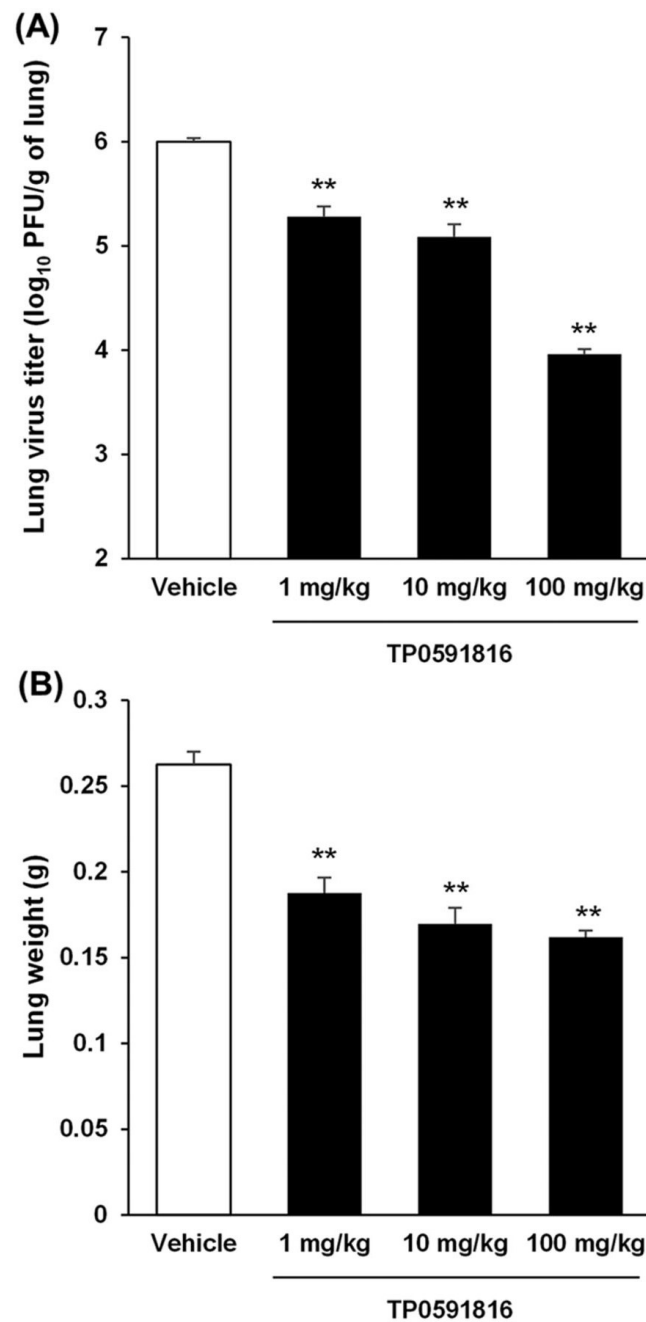 (A)
Lung virus titer (log₁₀ PFU/g of lung)
7
6
5
4
3
2
**
**
**
Vehicle 1 mg/kg 10 mg/kg 100 mg/kg
TP0591816
(B)
Lung weight (g)
0.3
0.25
0.2
0.15
0.1
0.05
0
**
**
**
Vehicle 1 mg/kg 10 mg/kg 100 mg/kg
TP0591816